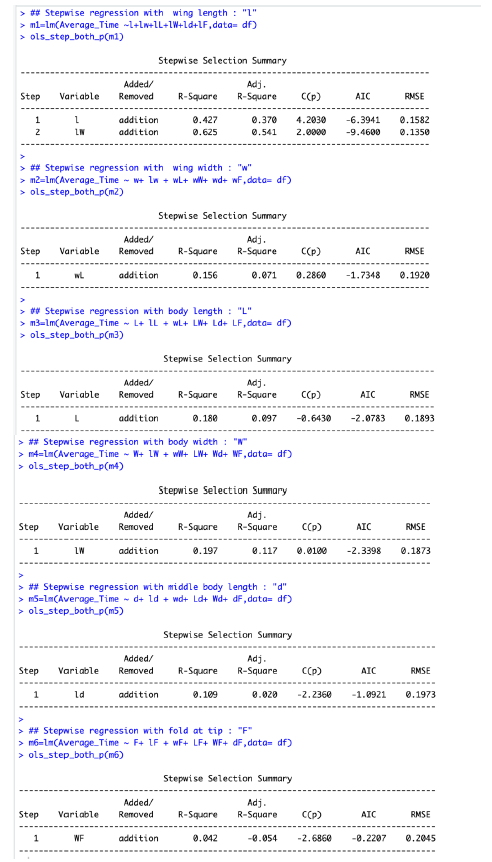 > ## Stepwise regression with  wing length : "l"
> m1=lm(Average_Time ~l+lw+lL+lW+ld+lF,data= df)
> ols_step_both_p(m1)
Stepwise Selection Summary
------------------------------------------------------------------------------
Added/ Adj.
Step Variable Removed R-Square R-Square C(p) AIC RMSE
------------------------------------------------------------------------------
1 l addition 0.427 0.370 4.2030 -6.3941 0.1582
2 lW addition 0.625 0.541 2.0000 -9.4600 0.1350
------------------------------------------------------------------------------
>
> ## Stepwise regression with  wing width : "w"
> m2=lm(Average_Time ~ w+ lw + wL+ wW+ wd+ wF,data= df)
> ols_step_both_p(m2)
Stepwise Selection Summary
------------------------------------------------------------------------------
Added/ Adj.
Step Variable Removed R-Square R-Square C(p) AIC RMSE
------------------------------------------------------------------------------
1 wL addition 0.156 0.071 0.2860 -1.7348 0.1920
------------------------------------------------------------------------------
>
> ## Stepwise regression with body length : "L"
> m3=lm(Average_Time ~ L+ lL + wL+ LW+ Ld+ LF,data= df)
> ols_step_both_p(m3)
Stepwise Selection Summary
------------------------------------------------------------------------------
Added/ Adj.
Step Variable Removed R-Square R-Square C(p) AIC RMSE
------------------------------------------------------------------------------
1 L addition 0.180 0.097 -0.6430 -2.0783 0.1893
------------------------------------------------------------------------------
> ## Stepwise regression with body width : "W"
> m4=lm(Average_Time ~ W+ lW + wW+ LW+ Wd+ WF,data= df)
> ols_step_both_p(m4)
Stepwise Selection Summary
------------------------------------------------------------------------------
Added/ Adj.
Step Variable Removed R-Square R-Square C(p) AIC RMSE
------------------------------------------------------------------------------
1 lW addition 0.197 0.117 0.0100 -2.3398 0.1873
------------------------------------------------------------------------------
>
> ## Stepwise regression with middle body length : "d"
> m5=lm(Average_Time ~ d+ ld + wd+ Ld+ Wd+ dF,data= df)
> ols_step_both_p(m5)
Stepwise Selection Summary
------------------------------------------------------------------------------
Added/ Adj.
Step Variable Removed R-Square R-Square C(p) AIC RMSE
------------------------------------------------------------------------------
1 ld addition 0.109 0.020 -2.2360 -1.0921 0.1973
------------------------------------------------------------------------------
>
> ## Stepwise regression with fold at tip : "F"
> m6=lm(Average_Time ~ F+ lF + wF+ LF+ WF+ dF,data= df)
> ols_step_both_p(m6)
Stepwise Selection Summary
------------------------------------------------------------------------------
Added/ Adj.
Step Variable Removed R-Square R-Square C(p) AIC RMSE
------------------------------------------------------------------------------
1 WF addition 0.042 -0.054 -2.6860 -0.2207 0.2045
------------------------------------------------------------------------------